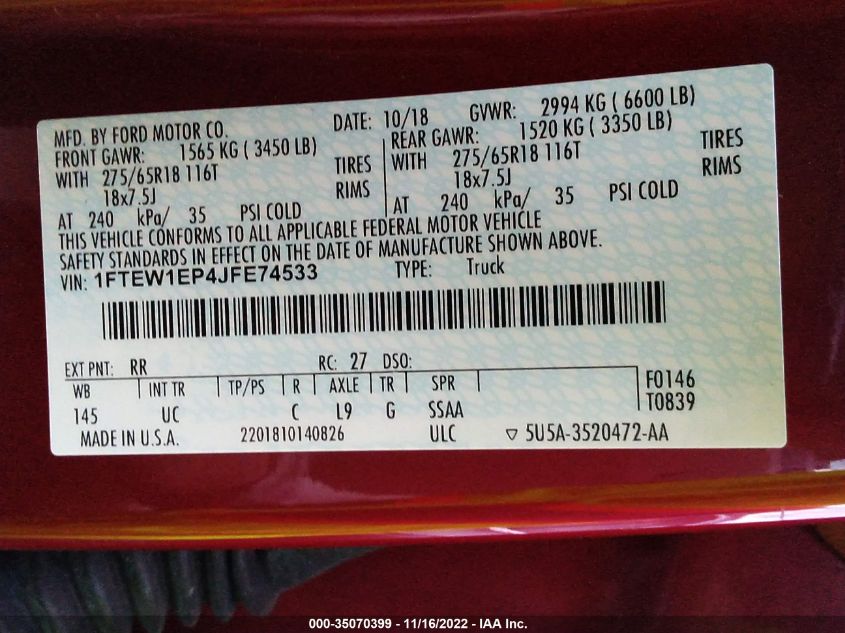 MFD. BY FORD MOTOR CO. DATE: 10/18 GVWR: 2994 KG ( 6600 LB)
FRONT GAWR: 1565 KG ( 3450 LB) REAR GAWR: 1520 KG ( 3350 LB)
WITH 275/65R18 116T TIRES WITH 275/65R18 116T TIRES
18x7.5J RIMS 18x7.5J RIMS
AT 240 kPa/ 35 PSI COLD AT 240 kPa/ 35 PSI COLD
THIS VEHICLE CONFORMS TO ALL APPLICABLE FEDERAL MOTOR VEHICLE
SAFETY STANDARDS IN EFFECT ON THE DATE OF MANUFACTURE SHOWN ABOVE.
VIN: 1FTEW1EP4JFE74533 TYPE: Truck
EXT PNT: RR RC: 27 DSO:
WB INT TR TP/PS R AXLE TR SPR F0146
145 UC C L9 G SSAA T0839
MADE IN U.S.A. 2201810140826 ULC ▽ 5U5A-3520472-AA
000-35070399 - 11/16/2022 - IAA Inc.